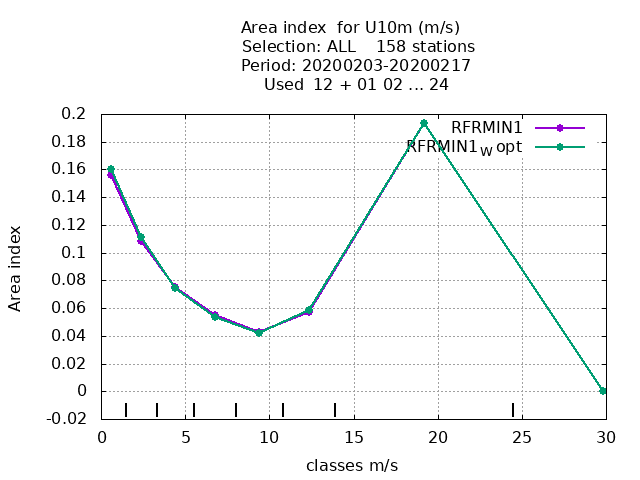 Area index for U10m (m/s)
Selection: ALL 158 stations
Period: 20200203-20200217
Used 12 + 01 02 ... 24
RFRMIN1
RFRMIN1_W opt
Area index
0.2
0.18
0.16
0.14
0.12
0.1
0.08
0.06
0.04
0.02
0
-0.02
0 5 10 15 20 25 30
classes m/s